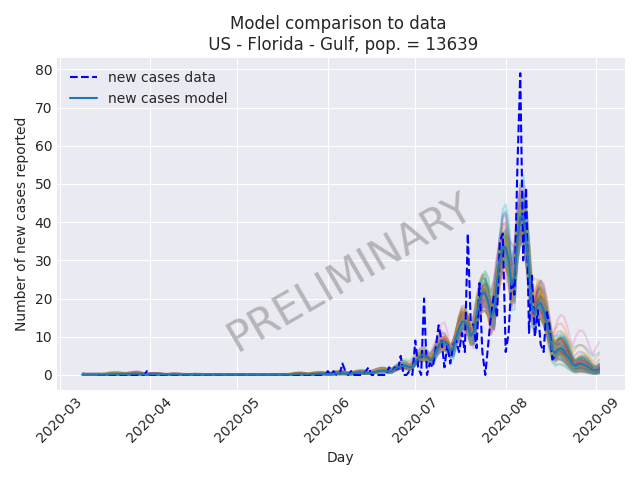 Model comparison to data
US - Florida - Gulf, pop. = 13639
Number of new cases reported
80
70
60
50
40
30
20
10
0
new cases data
new cases model
PRELIMINARY
2020-03
2020-04
2020-05
2020-06
2020-07
2020-08
2020-09
Day